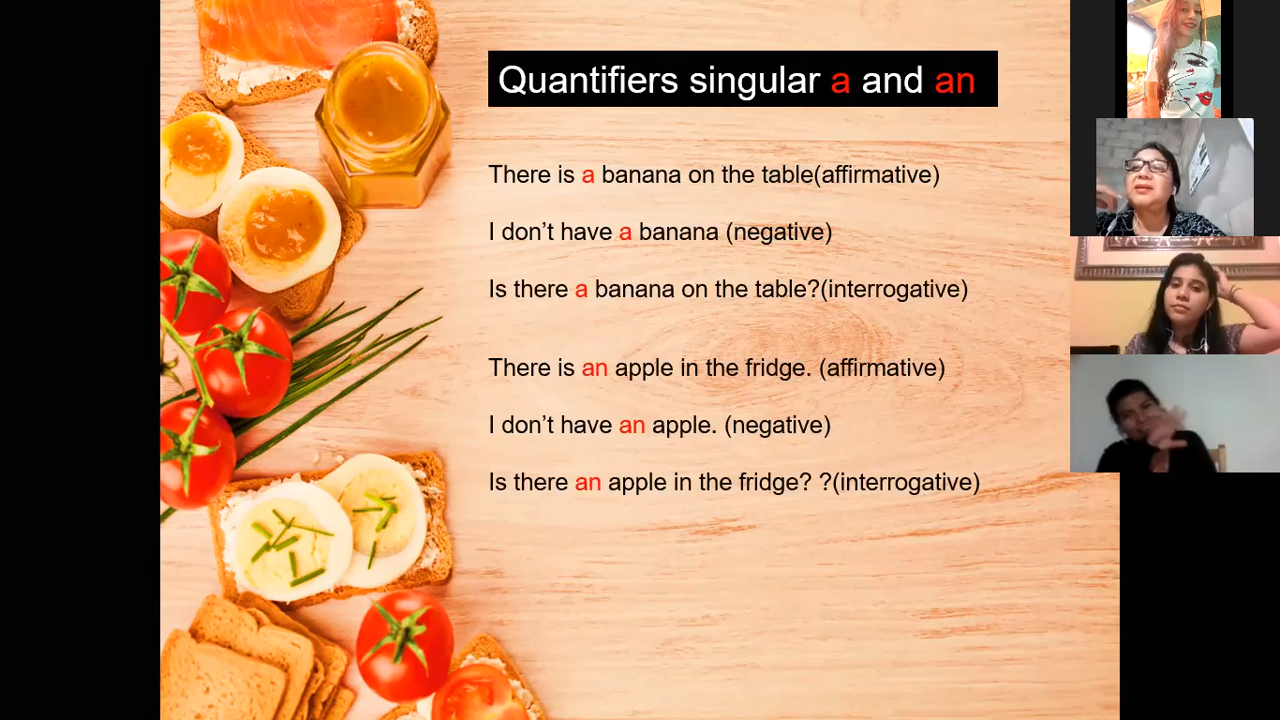 Quantifiers singular a and an
There is a banana on the table(affirmative)
I don’t have a banana (negative)
Is there a banana on the table?(interrogative)
There is an apple in the fridge. (affirmative)
I don’t have an apple. (negative)
Is there an apple in the fridge? ?(interrogative)